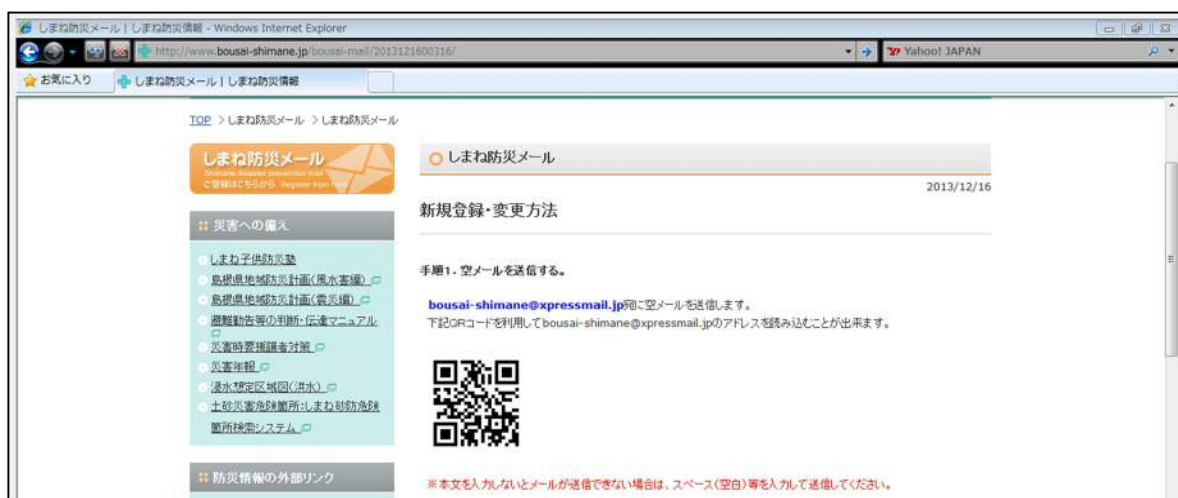 しまね防災メール | しまね防災情報 - Windows Internet Explorer
http://www.bousai-shimane.jp/bousai-mail/2013121600316/
Yahoo! JAPAN
お気に入り
しまね防災メール | しまね防災情報
TOP >しまね防災メール >しまね防災メール
しまね防災メール
Shimane disaster prevention mail
ご登録はこちらから Register from here
災害への備え
しまね子供防災塾
島根県地域防災計画(風水害編)
島根県地域防災計画(震災編)
避難勧告等の判断・伝達マニュアル
災害時要援護者対策
災害年報
浸水想定区域図(洪水)
土砂災害危険箇所:しまね砂防危険
箇所検索システム
防災情報の外部リンク
しまね防災メール
2013/12/16
新規登録・変更方法
手順1．空メールを送信する。
bousai-shimane@xpressmail.jp宛に空メールを送信します。
下記QRコードを利用してbousai-shimane@xpressmail.jpのアドレスを読み込むことが出来ます。
※本文を入力しないとメールが送信できない場合は、スペース(空白)等を入力して送信してください。